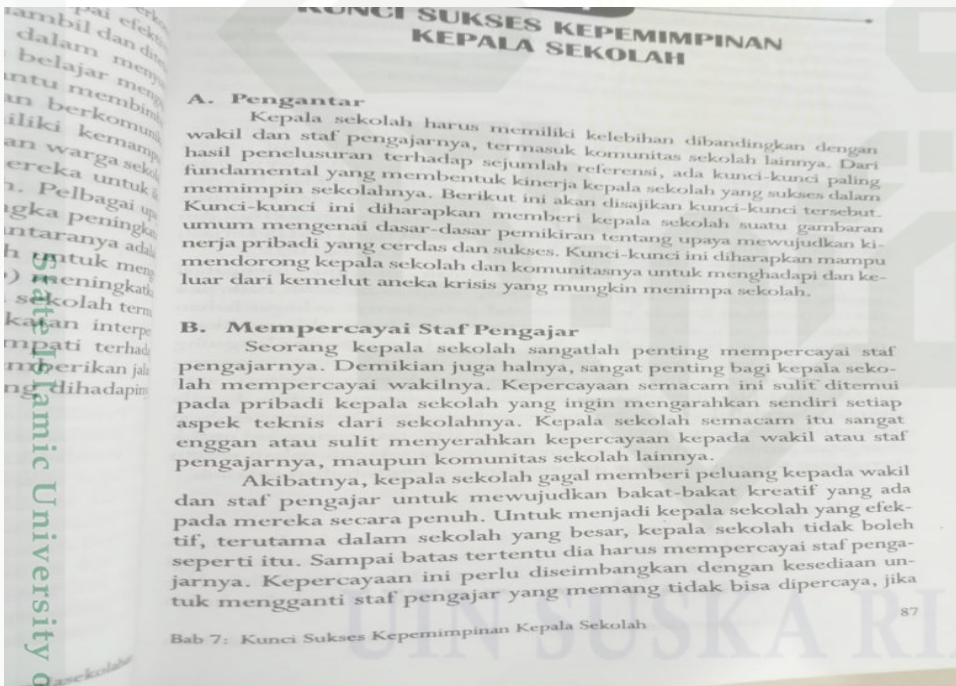 KUNCI SUKSES KEPEMIMPINAN
KEPALA SEKOLAH
A. Pengantar
Kepala sekolah harus memiliki kelebihan dibandingkan dengan
wakil dan staf pengajarnya, termasuk komunitas sekolah lainnya. Dari
hasil penelusuran terhadap sejumlah referensi, ada kunci-kunci paling
fundamental yang membentuk kinerja kepala sekolah yang sukses dalam
memimpin sekolahnya. Berikut ini akan disajikan kunci-kunci tersebut.
Kunci-kunci ini diharapkan memberi kepala sekolah suatu gambaran
umum mengenai dasar-dasar pemikiran tentang upaya mewujudkan ki-
nerja pribadi yang cerdas dan sukses. Kunci-kunci ini diharapkan mampu
mendorong kepala sekolah dan komunitasnya untuk menghadapi dan ke-
luar dari kemelut aneka krisis yang mungkin menimpa sekolah.
B. Mempercayai Staf Pengajar
Seorang kepala sekolah sangatlah penting mempercayai staf
pengajarnya. Demikian juga halnya, sangat penting bagi kepala seko-
lah mempercayai wakilnya. Kepercayaan semacam ini sulit ditemui
pada pribadi kepala sekolah yang ingin mengarahkan sendiri setiap
aspek teknis dari sekolahnya. Kepala sekolah semacam itu sangat
enggan atau sulit menyerahkan kepercayaan kepada wakil atau staf
pengajarnya, maupun komunitas sekolah lainnya.
Akibatnya, kepala sekolah gagal memberi peluang kepada wakil
dan staf pengajar untuk mewujudkan bakat-bakat kreatif yang ada
pada mereka secara penuh. Untuk menjadi kepala sekolah yang efek-
tif, terutama dalam sekolah yang besar, kepala sekolah tidak boleh
seperti itu. Sampai batas tertentu dia harus mempercayai staf penga-
jarnya. Kepercayaan ini perlu diseimbangkan dengan kesediaan un-
tuk mengganti staf pengajar yang memang tidak bisa dipercaya, jika
87
Bab 7: Kunci Sukses Kepemimpinan Kepala Sekolah
State Islamic University
UIN SUSKA RI